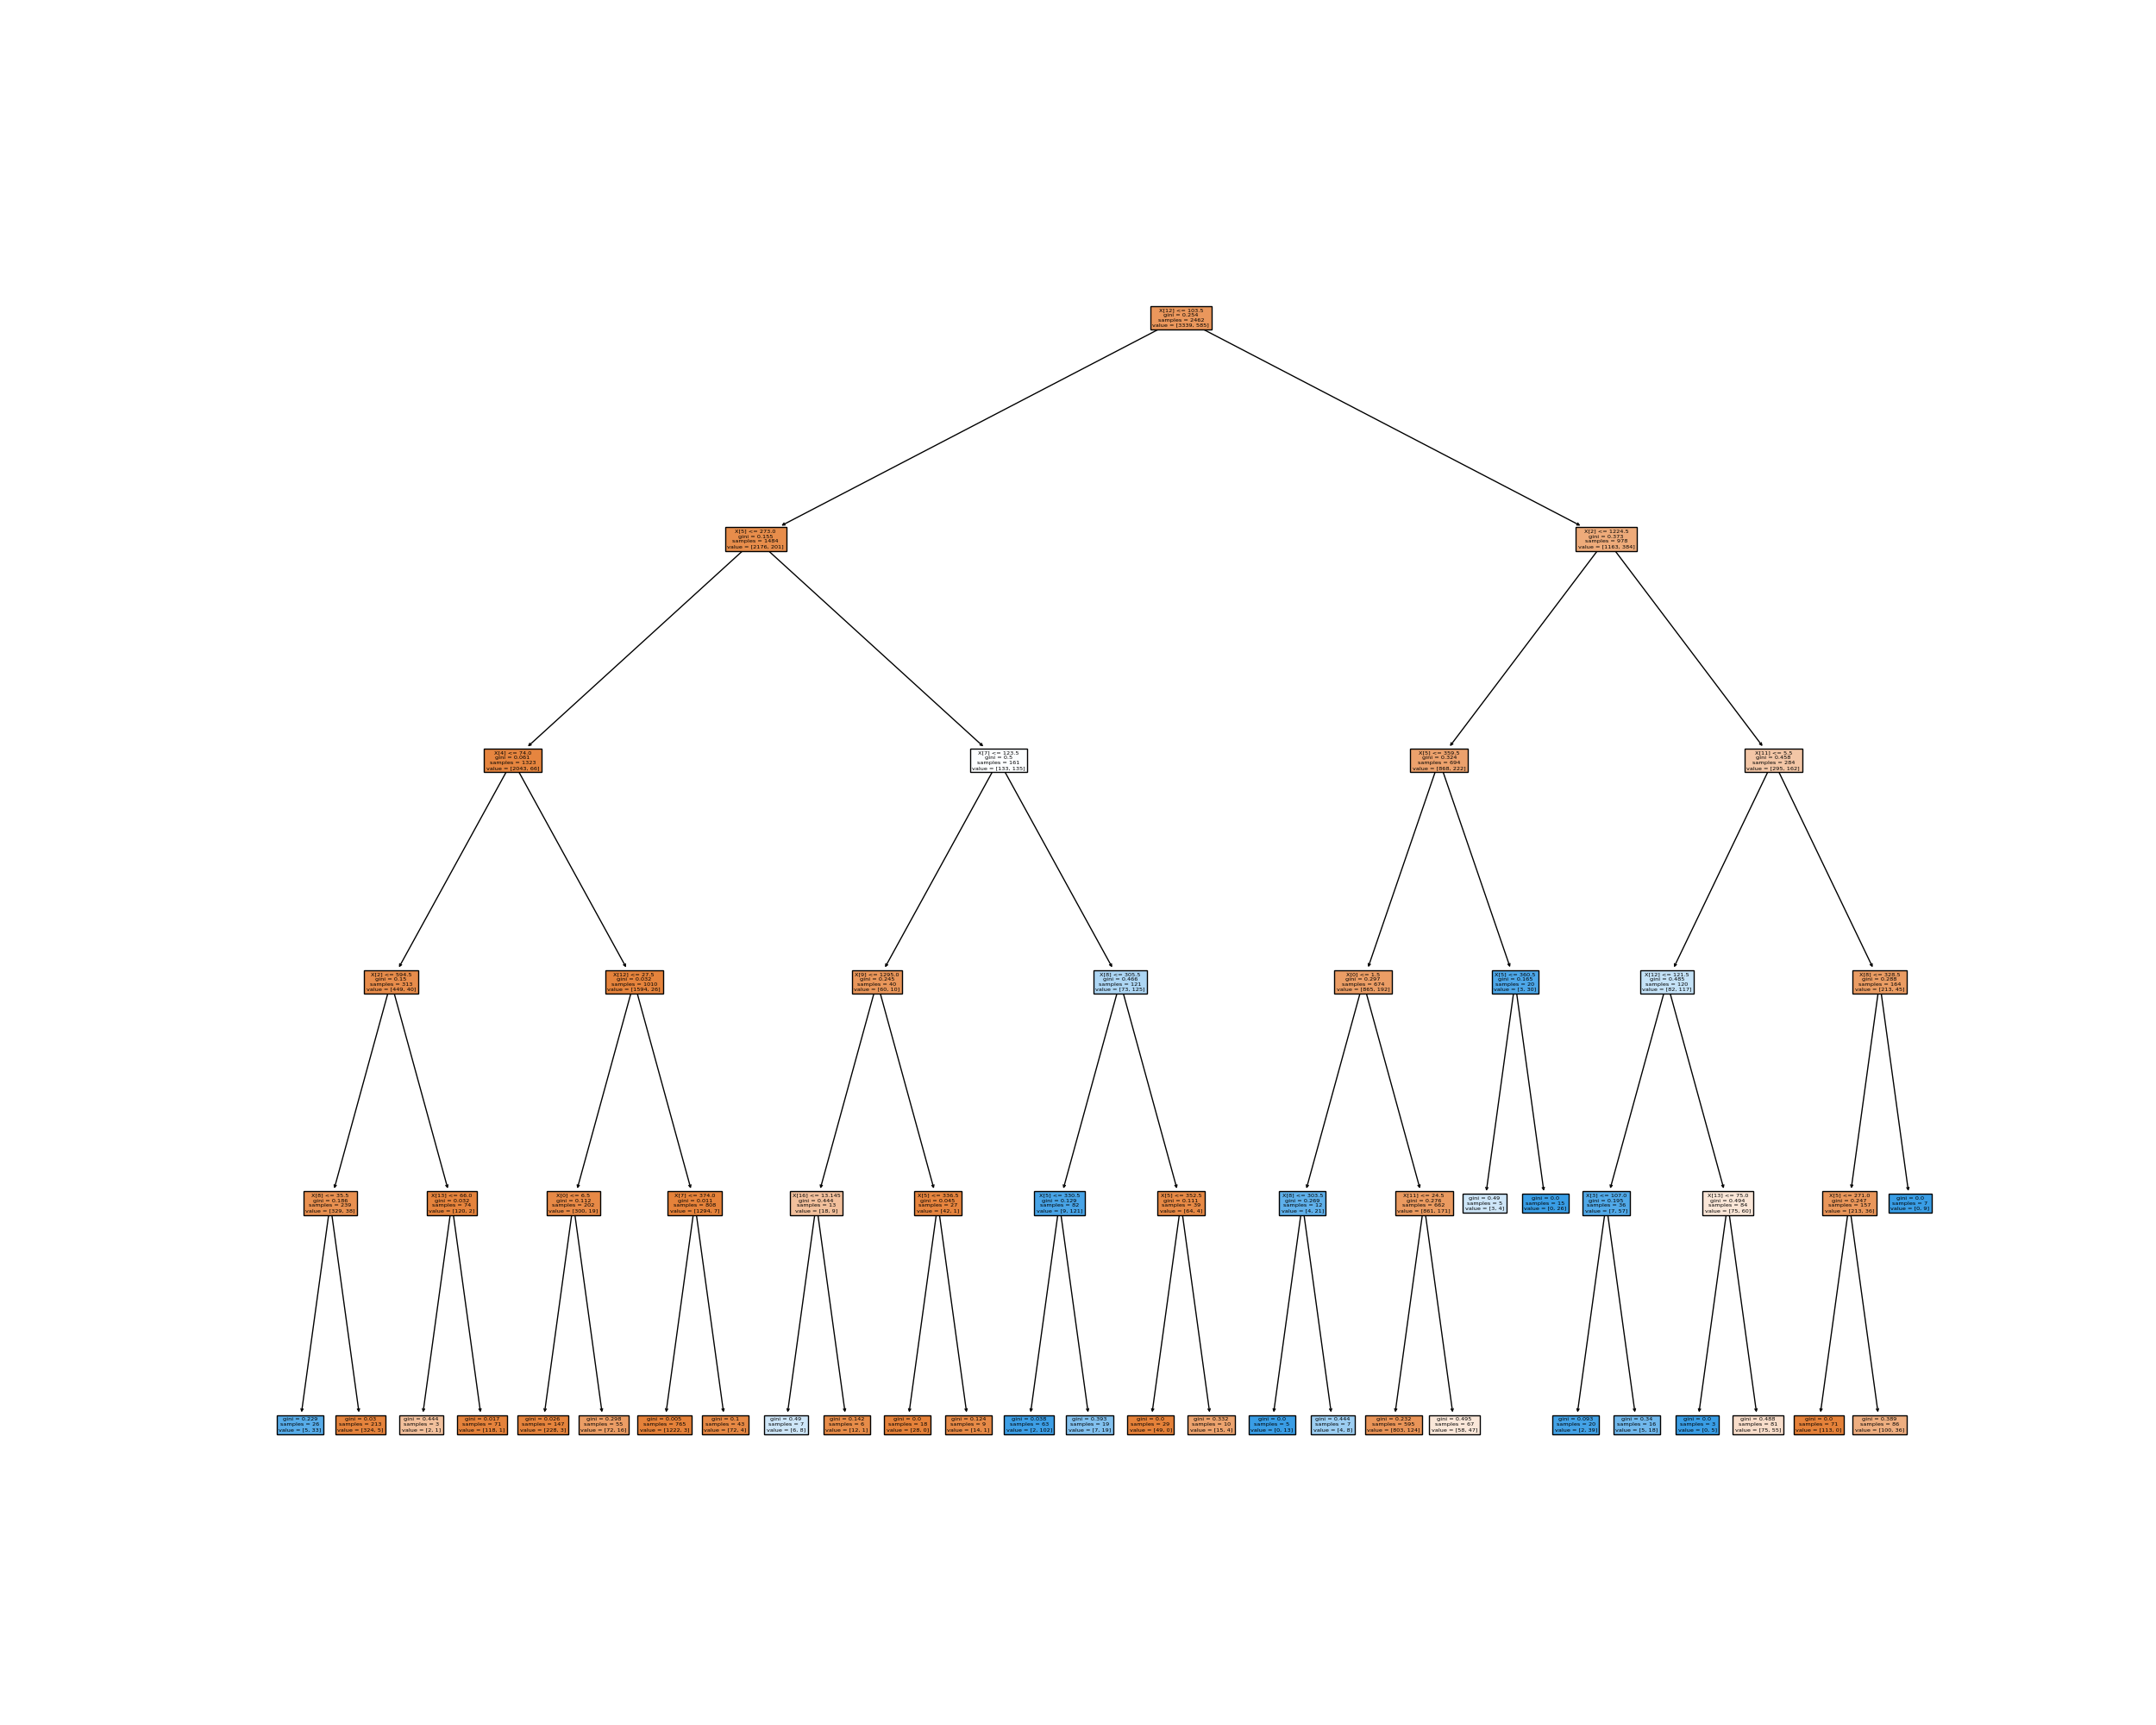 X[12] <= 103.5
gini = 0.254
samples = 2462
value = [3339, 585]
X[5] <= 273.0
gini = 0.155
samples = 1484
value = [2176, 201]
X[2] <= 1224.5
gini = 0.373
samples = 978
value = [1163, 384]
X[4] <= 74.0
gini = 0.061
samples = 1323
value = [2043, 66]
X[7] <= 123.5
gini = 0.5
samples = 161
value = [133, 135]
X[5] <= 359.5
gini = 0.324
samples = 694
value = [868, 222]
X[11] <= 5.5
gini = 0.458
samples = 284
value = [295, 162]
X[2] <= 594.5
gini = 0.15
samples = 313
value = [449, 40]
X[12] <= 27.5
gini = 0.032
samples = 1010
value = [1594, 26]
X[9] <= 1295.0
gini = 0.245
samples = 40
value = [60, 10]
X[8] <= 305.5
gini = 0.466
samples = 121
value = [73, 125]
X[0] <= 1.5
gini = 0.297
samples = 674
value = [865, 192]
X[5] <= 360.5
gini = 0.165
samples = 20
value = [3, 30]
X[12] <= 121.5
gini = 0.485
samples = 120
value = [82, 117]
X[8] <= 328.5
gini = 0.288
samples = 164
value = [213, 45]
X[8] <= 35.5
gini = 0.186
samples = 239
value = [329, 38]
X[13] <= 66.0
gini = 0.032
samples = 74
value = [120, 2]
X[0] <= 6.5
gini = 0.112
samples = 202
value = [300, 19]
X[7] <= 374.0
gini = 0.011
samples = 808
value = [1294, 7]
X[16] <= 13.145
gini = 0.444
samples = 13
value = [18, 9]
X[5] <= 336.5
gini = 0.045
samples = 27
value = [42, 1]
X[5] <= 330.5
gini = 0.129
samples = 82
value = [9, 121]
X[5] <= 352.5
gini = 0.111
samples = 39
value = [64, 4]
X[8] <= 303.5
gini = 0.269
samples = 12
value = [4, 21]
X[11] <= 24.5
gini = 0.276
samples = 662
value = [861, 171]
gini = 0.49
samples = 5
value = [3, 4]
gini = 0.0
samples = 15
value = [0, 26]
X[3] <= 107.0
gini = 0.195
samples = 36
value = [7, 57]
X[13] <= 75.0
gini = 0.494
samples = 84
value = [75, 60]
X[5] <= 271.0
gini = 0.247
samples = 157
value = [213, 36]
gini = 0.0
samples = 7
value = [0, 9]
gini = 0.229
samples = 26
value = [5, 33]
gini = 0.03
samples = 213
value = [324, 5]
gini = 0.444
samples = 3
value = [2, 1]
gini = 0.017
samples = 71
value = [118, 1]
gini = 0.026
samples = 147
value = [228, 3]
gini = 0.298
samples = 55
value = [72, 16]
gini = 0.005
samples = 765
value = [1222, 3]
gini = 0.1
samples = 43
value = [72, 4]
gini = 0.49
samples = 7
value = [6, 8]
gini = 0.142
samples = 6
value = [12, 1]
gini = 0.0
samples = 18
value = [28, 0]
gini = 0.124
samples = 9
value = [14, 1]
gini = 0.038
samples = 63
value = [2, 102]
gini = 0.393
samples = 19
value = [7, 19]
gini = 0.0
samples = 29
value = [49, 0]
gini = 0.332
samples = 10
value = [15, 4]
gini = 0.0
samples = 5
value = [0, 13]
gini = 0.444
samples = 7
value = [4, 8]
gini = 0.232
samples = 595
value = [803, 124]
gini = 0.495
samples = 67
value = [58, 47]
gini = 0.093
samples = 20
value = [2, 39]
gini = 0.34
samples = 16
value = [5, 18]
gini = 0.0
samples = 3
value = [0, 5]
gini = 0.488
samples = 81
value = [75, 55]
gini = 0.0
samples = 71
value = [113, 0]
gini = 0.389
samples = 86
value = [100, 36]